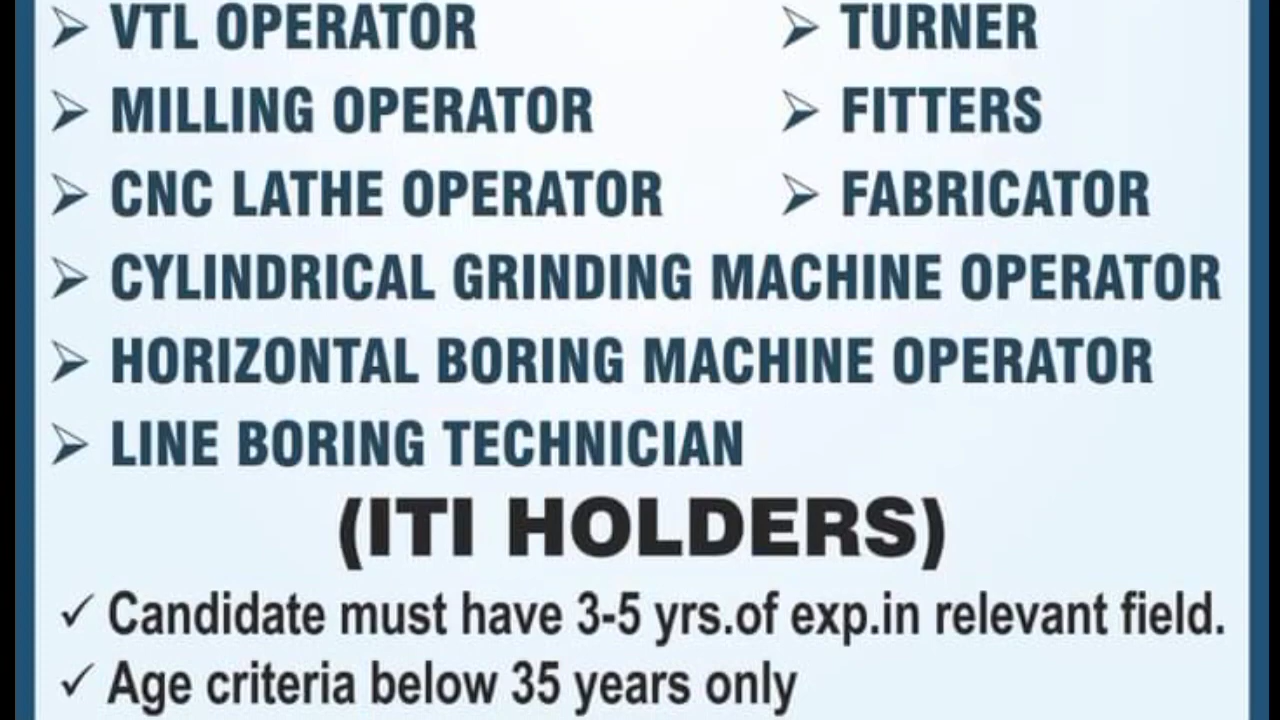 VTL OPERATOR TURNER
MILLING OPERATOR FITTERS
CNC LATHE OPERATOR FABRICATOR
CYLINDRICAL GRINDING MACHINE OPERATOR
HORIZONTAL BORING MACHINE OPERATOR
LINE BORING TECHNICIAN
(ITI HOLDERS)
Candidate must have 3-5 yrs.of exp.in relevant field.
Age criteria below 35 years only